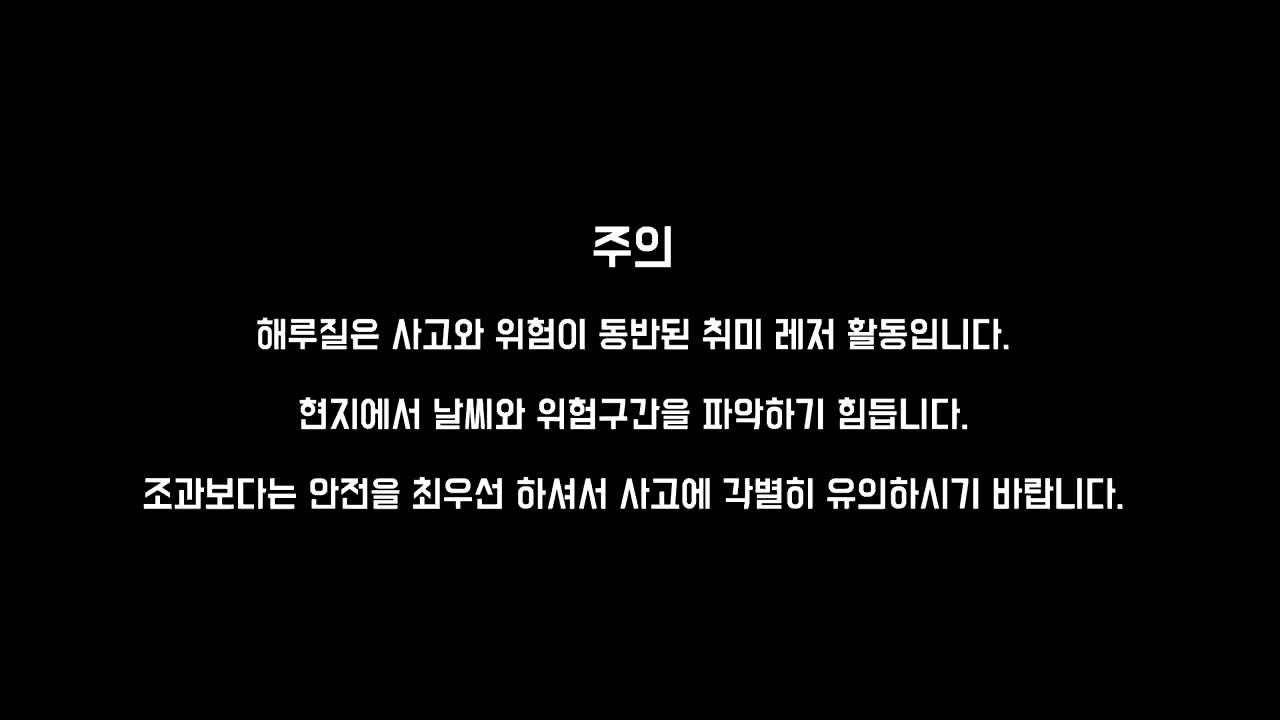 주의
해루질은 사고와 위험이 동반된 취미 레저 활동입니다.
현지에서 날씨와 위험구간을 파악하기 힘듭니다.
조과보다는 안전을 최우선 하셔서 사고에 각별히 유의하시기 바랍니다.